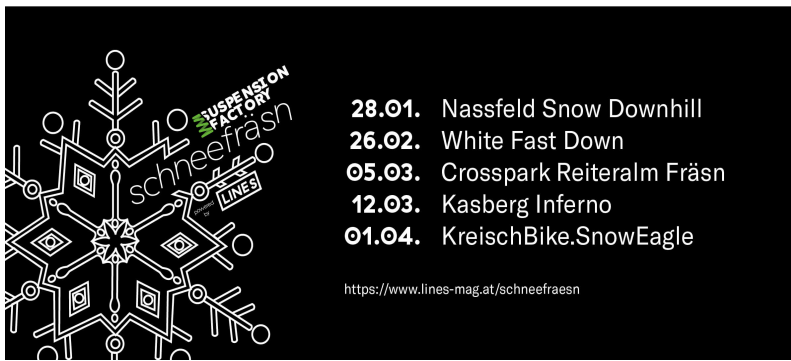 SUSPENSION
FACTORY
schneefräsn
powered
by
LINES
28.01. Nassfeld Snow Downhill
26.02. White Fast Down
05.03. Crosspark Reiteralm Fräsn
12.03. Kasberg Inferno
01.04. KreischBike.SnowEagle
https://www.lines-mag.at/schneefraesn